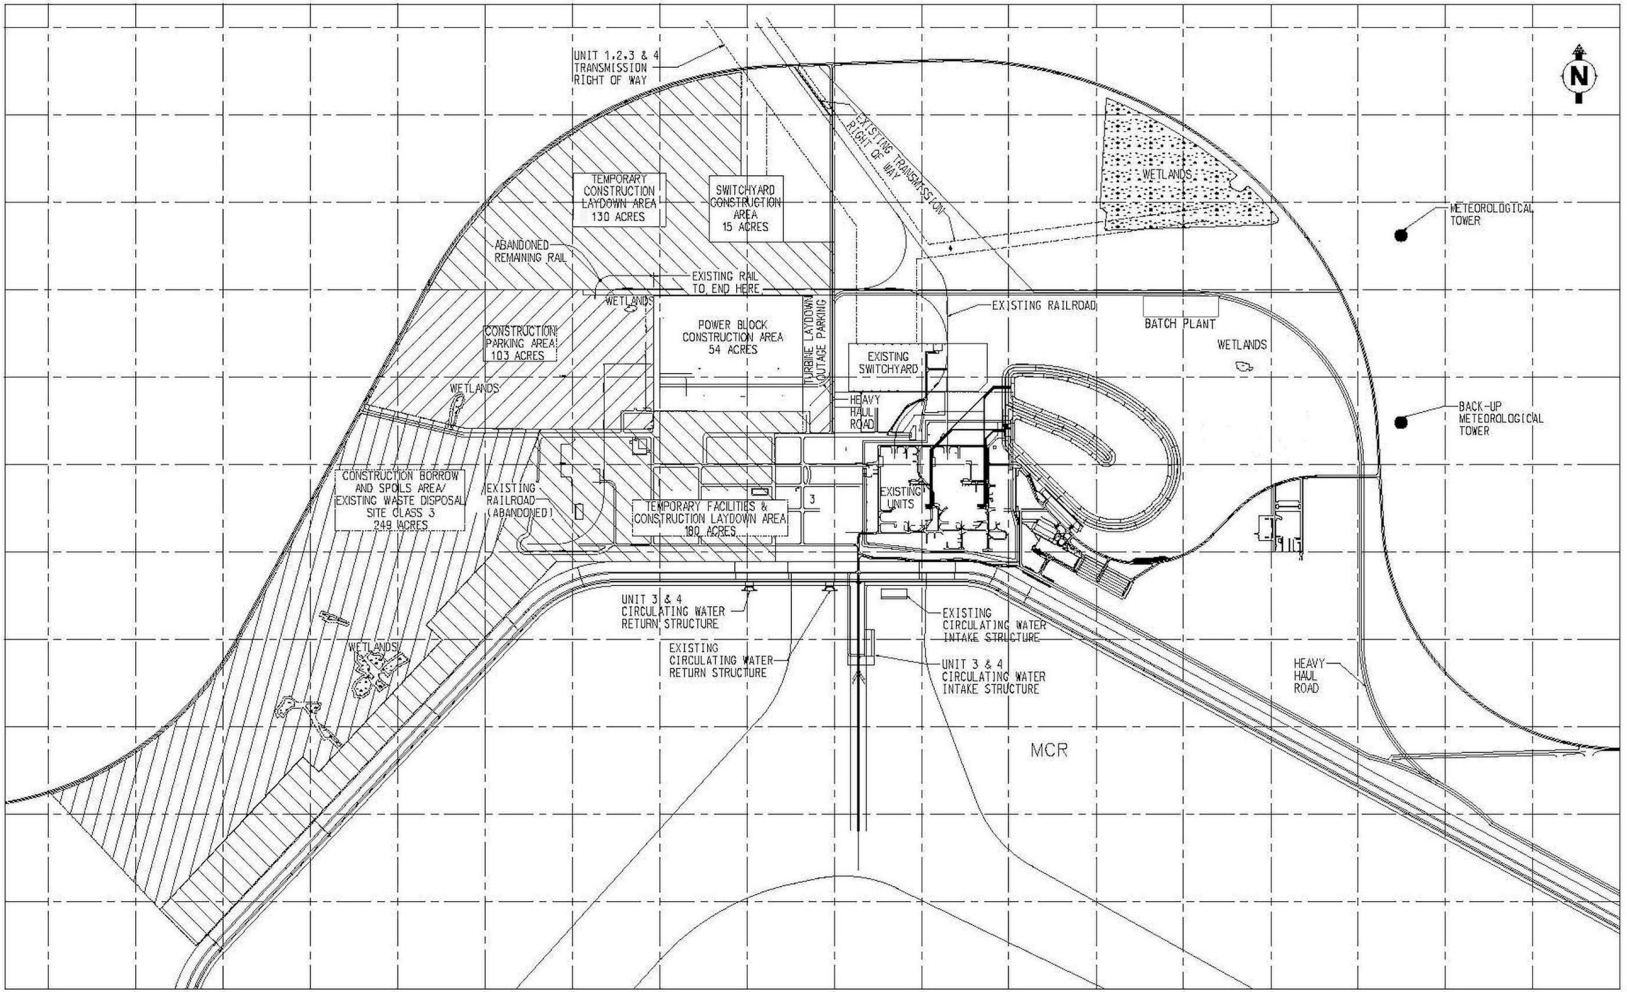 UNIT 1,2,3 & 4
TRANSMISSION
RIGHT OF WAY
N
EXISTING TRANSMISSION
RIGHT OF WAY
WETLANDS
TEMPORARY
CONSTRUCTION
LAYDOWN AREA
130 ACRES
SWITCHYARD
CONSTRUCTION
AREA
15 ACRES
METEOROLOGICAL
TOWER
ABANDONED
REMAINING RAIL
EXISTING RAIL
TO END HERE
WETLANDS
EXISTING RAILROAD
BATCH PLANT
CONSTRUCTION
PARKING AREA
103 ACRES
POWER BLOCK
CONSTRUCTION AREA
54 ACRES
TURBINE LAYDOWN
OUTAGE PARKING
EXISTING
SWITCHYARD
WETLANDS
WETLANDS
HEAVY
HAUL
ROAD
BACK-UP
METEOROLOGICAL
TOWER
CONSTRUCTION BORROW
AND SPOILS AREA/
EXISTING WASTE DISPOSAL
SITE CLASS 3
249 ACRES
EXISTING
RAILROAD
(ABANDONED)
TEMPORARY FACILITIES &
CONSTRUCTION LAYDOWN AREA
180 ACRES
3
EXISTING
UNITS
UNIT 3 & 4
CIRCULATING WATER
RETURN STRUCTURE
EXISTING
CIRCULATING WATER
INTAKE STRUCTURE
WETLANDS
EXISTING
CIRCULATING WATER
RETURN STRUCTURE
UNIT 3 & 4
CIRCULATING WATER
INTAKE STRUCTURE
HEAVY
HAUL
ROAD
MCR